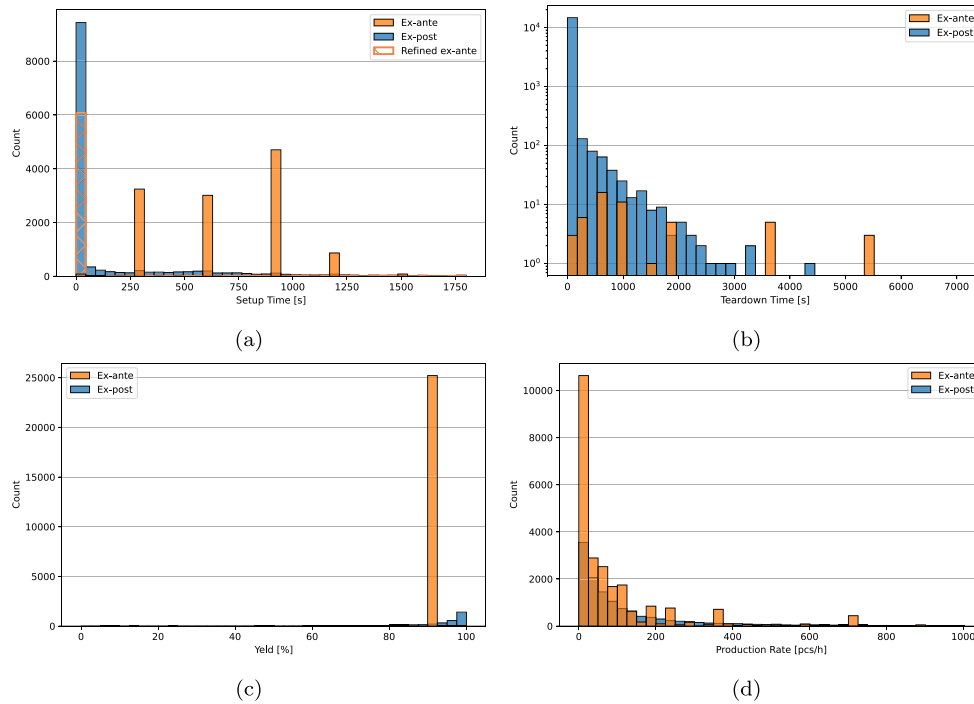 Ex-ante
Ex-post
Refined ex-ante
8000
6000
4000
2000
0
Count
0 250 500 750 1000 1250 1500 1750
Setup Time [s]
(a)
Ex-ante
Ex-post
10^4
10^3
10^2
10^1
10^0
Count
0 1000 2000 3000 4000 5000 6000 7000
Teardown Time [s]
(b)
Ex-ante
Ex-post
25000
20000
15000
10000
5000
0
Count
0 20 40 60 80 100
Yeld [%]
(c)
Ex-ante
Ex-post
10000
8000
6000
4000
2000
0
Count
0 200 400 600 800 1000
Production Rate [pcs/h]
(d)